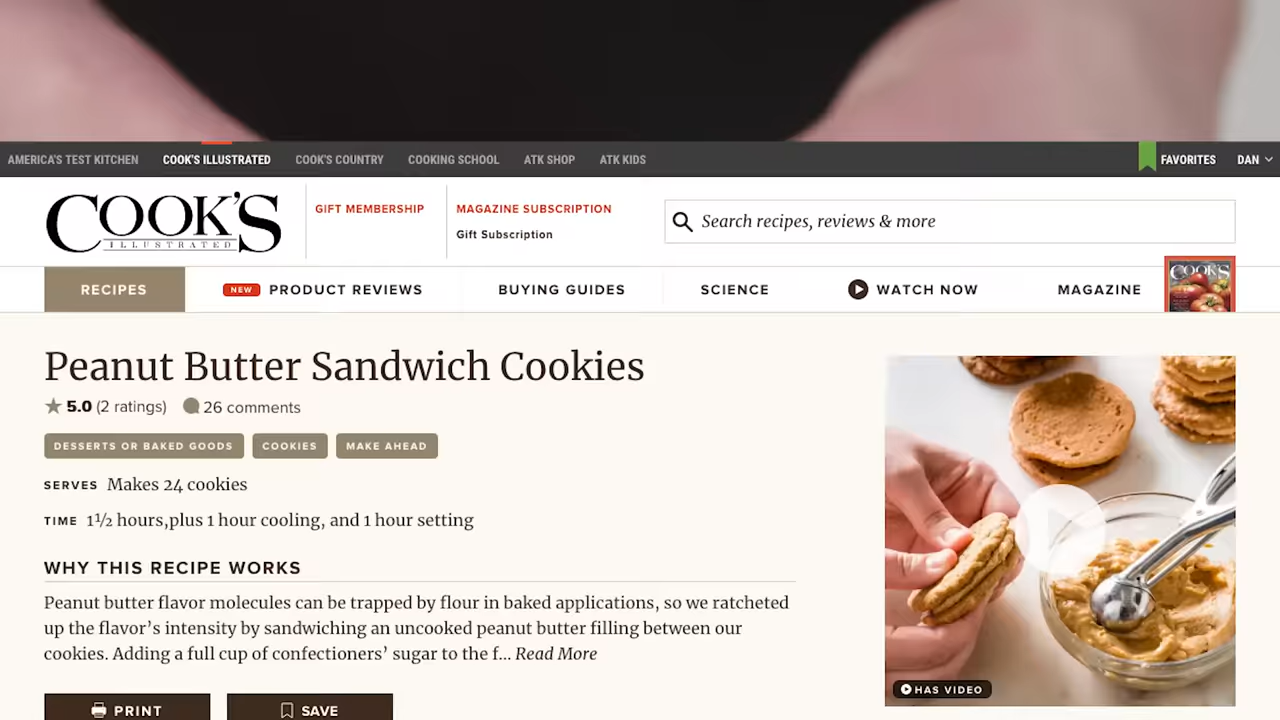 AMERICA'S TEST KITCHEN COOK'S ILLUSTRATED COOK'S COUNTRY COOKING SCHOOL ATK SHOP ATK KIDS FAVORITES DAN
COOK'S
ILLUSTRATED
GIFT MEMBERSHIP
MAGAZINE SUBSCRIPTION
Gift Subscription
Search recipes, reviews & more
RECIPES NEW PRODUCT REVIEWS BUYING GUIDES SCIENCE WATCH NOW MAGAZINE
COOK'S
Peanut Butter Sandwich Cookies
5.0 (2 ratings) 26 comments
DESSERTS OR BAKED GOODS COOKIES MAKE AHEAD
SERVES Makes 24 cookies
TIME 1½ hours,plus 1 hour cooling, and 1 hour setting
WHY THIS RECIPE WORKS
Peanut butter flavor molecules can be trapped by flour in baked applications, so we ratcheted
up the flavor's intensity by sandwiching an uncooked peanut butter filling between our
cookies. Adding a full cup of confectioners' sugar to the f... Read More
HAS VIDEO
PRINT SAVE